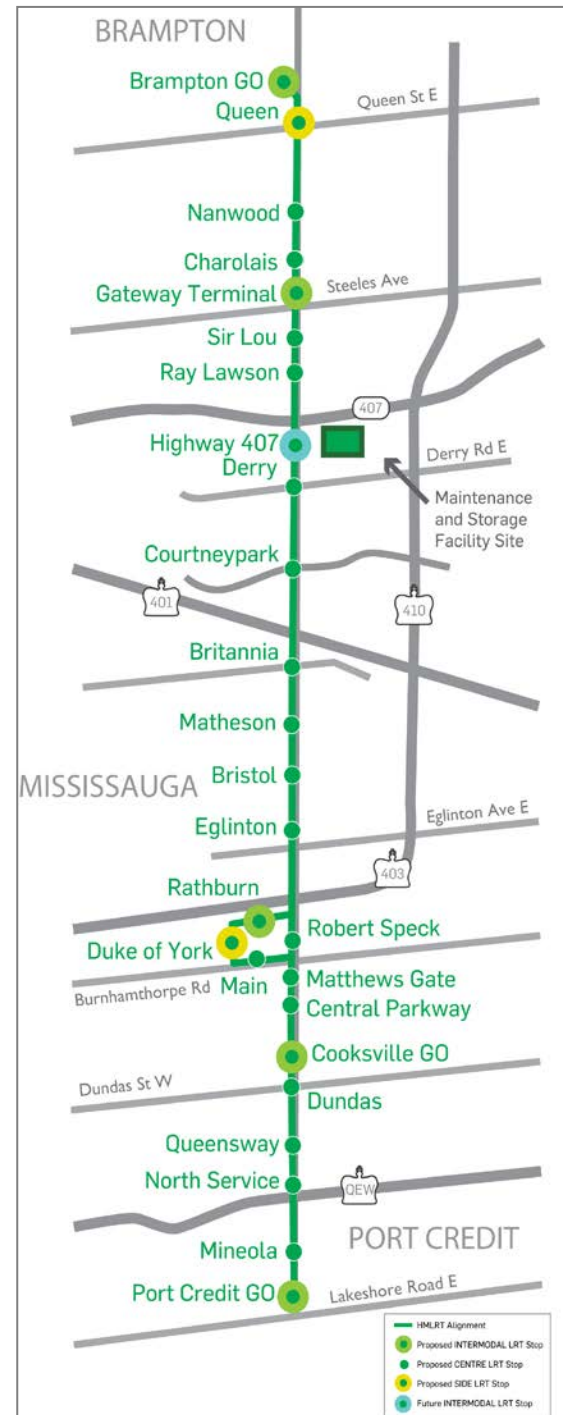 BRAMPTON
Brampton GO
Queen St E
Queen
Nanwood
Charolais
Gateway Terminal
Steeles Ave
Sir Lou
Ray Lawson
407
Highway 407
Derry
Derry Rd E
Maintenance
and Storage
Facility Site
Courtneypark
401
410
Britannia
Matheson
Bristol
MISSISSAUGA
Eglinton
Eglinton Ave E
403
Rathburn
Robert Speck
Duke of York
Main
Matthews Gate
Burnhamthorpe Rd
Central Parkway
Cooksville GO
Dundas St W
Dundas
Queensway
North Service
QEW
Mineola
PORT CREDIT
Port Credit GO
Lakeshore Road E
HMLRT Alignment
Proposed INTERMODAL LRT Stop
Proposed CENTRE LRT Stop
Proposed SIDE LRT Stop
Future INTERMODAL LRT Stop